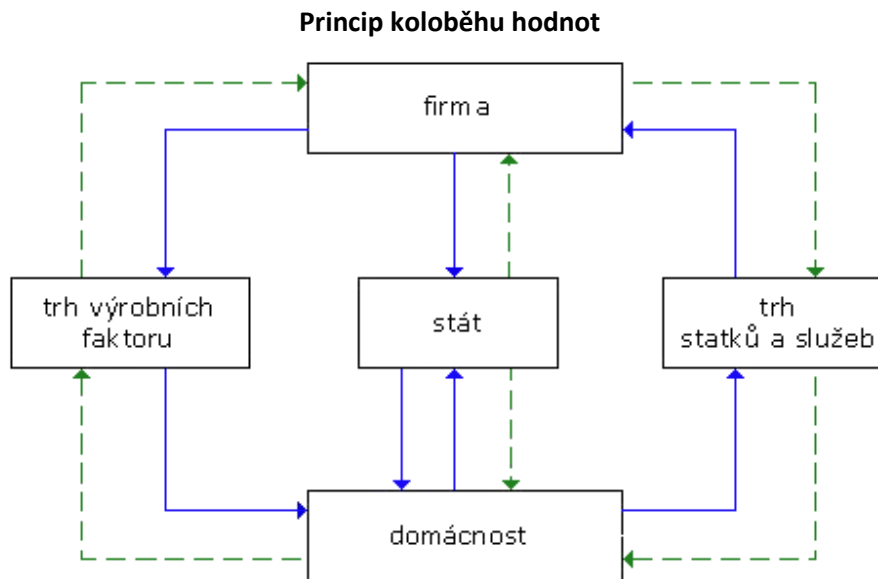 Princip koloběhu hodnot
firma
trh výrobních
faktoru
stát
trh
statků a služeb
domácnost